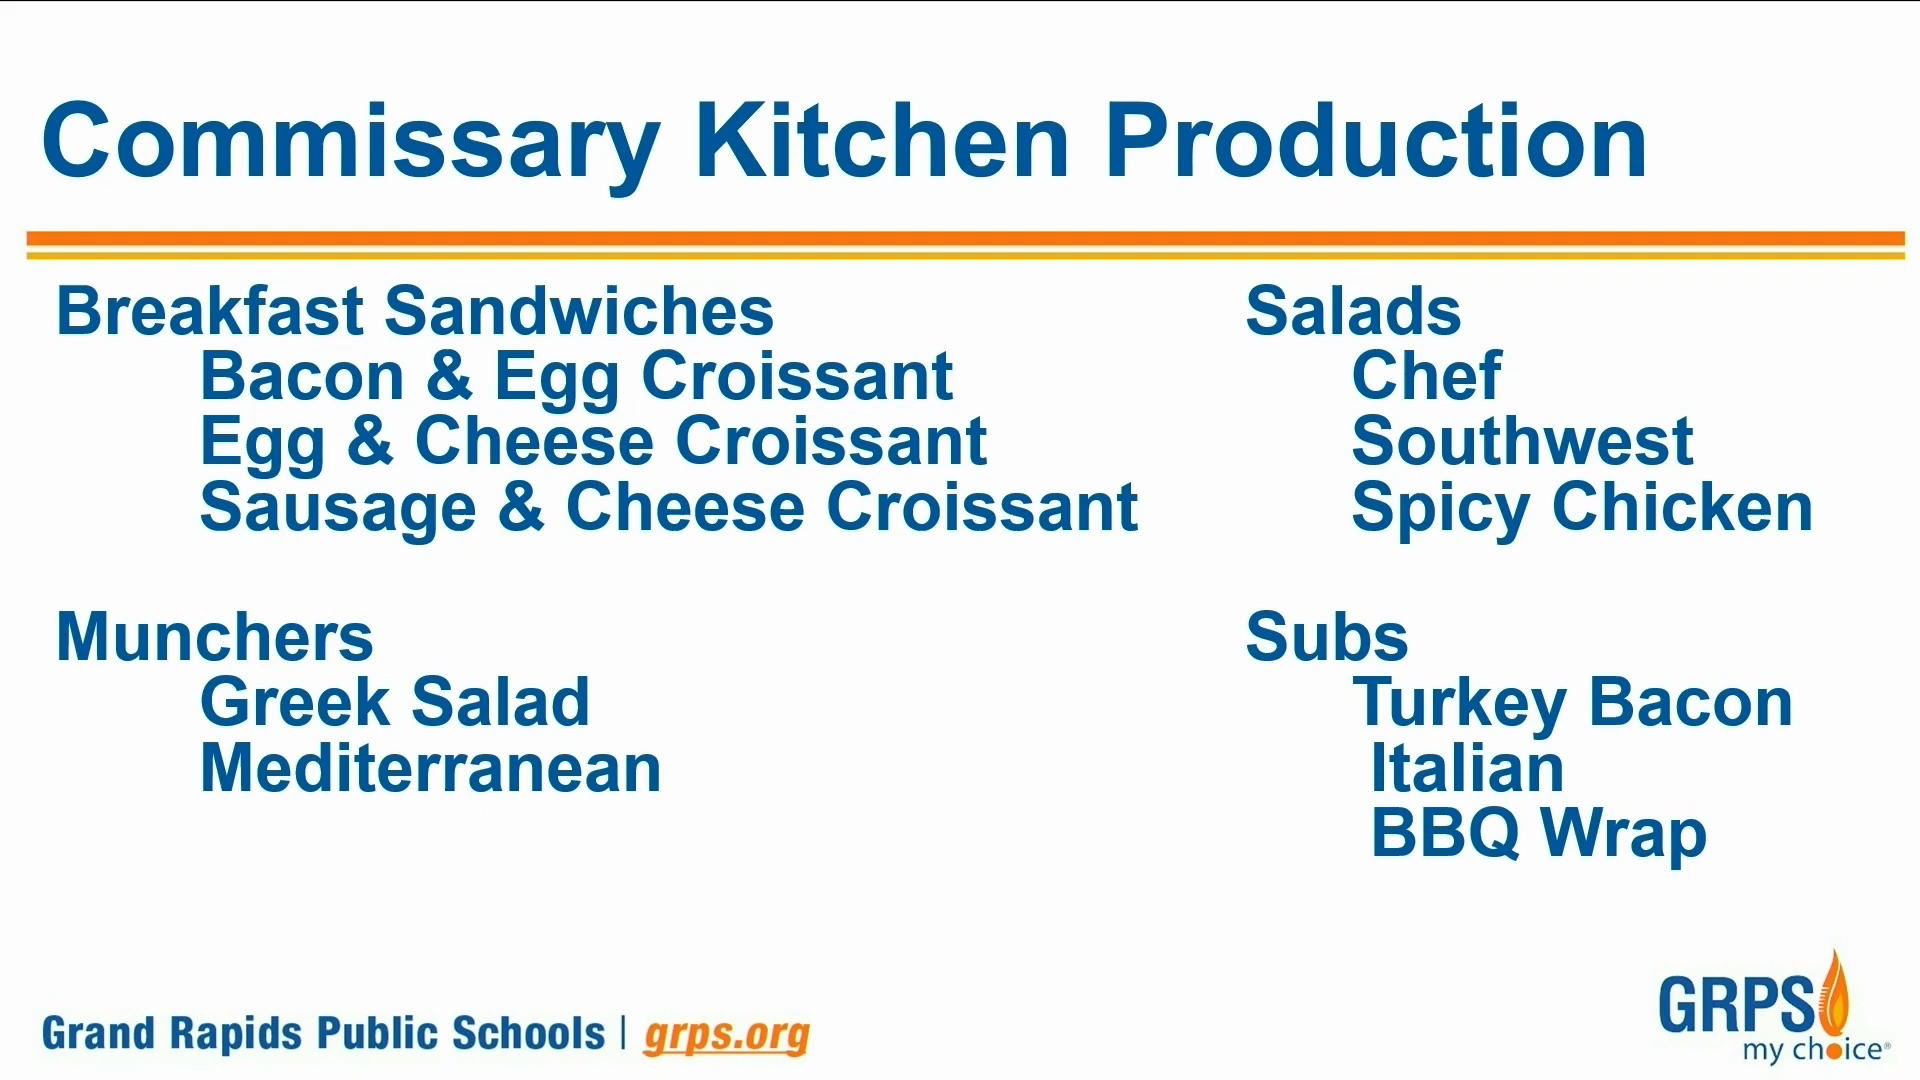 Commissary Kitchen Production
Breakfast Sandwiches
Bacon & Egg Croissant
Egg & Cheese Croissant
Sausage & Cheese Croissant
Munchers
Greek Salad
Mediterranean
Salads
Chef
Southwest
Spicy Chicken
Subs
Turkey Bacon
Italian
BBQ Wrap
Grand Rapids Public Schools | grps.org
GRPS
my choice®